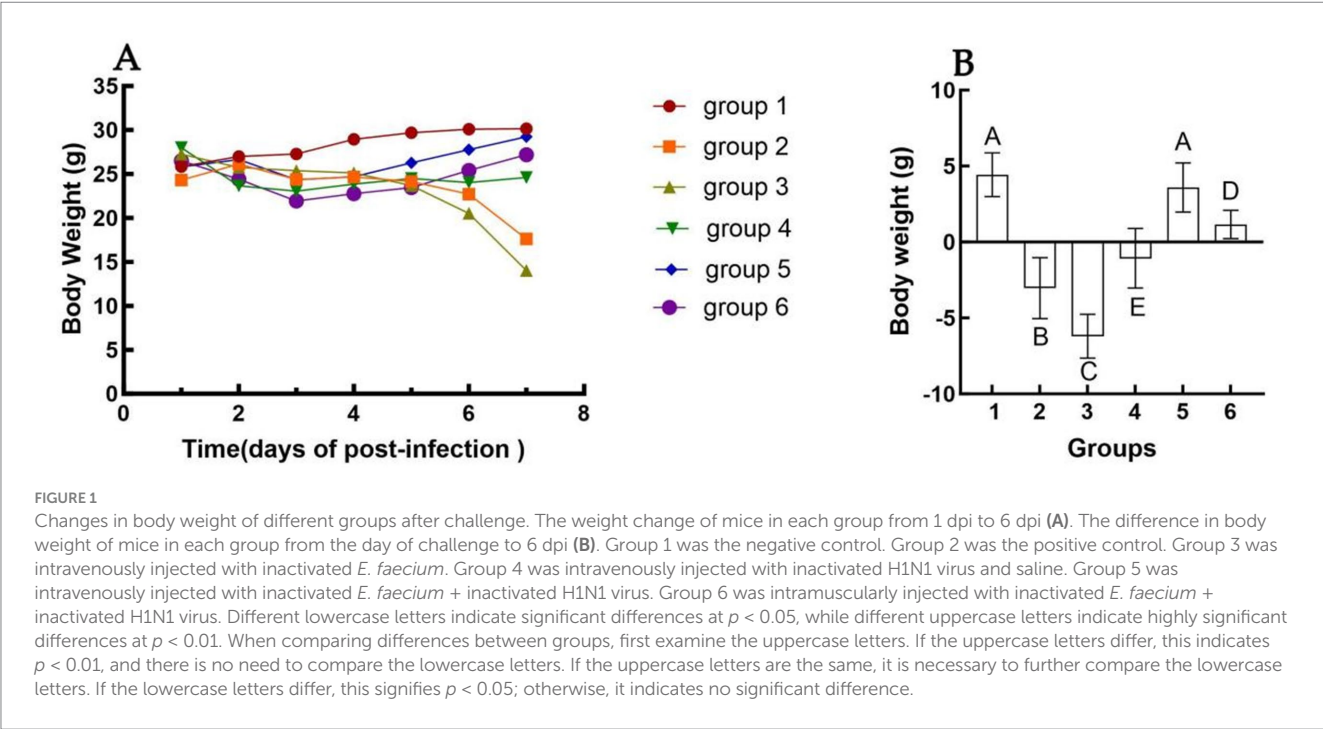 A
35
30
25
20
15
10
5
0
Body Weight (g)
0 2 4 6 8
Time(days of post-infection )
group 1
group 2
group 3
group 4
group 5
group 6
B
10
5
0
-5
-10
Body weight (g)
A
B
C
E
A
D
1 2 3 4 5 6
Groups
FIGURE 1
Changes in body weight of different groups after challenge. The weight change of mice in each group from 1 dpi to 6 dpi (A). The difference in body
weight of mice in each group from the day of challenge to 6 dpi (B). Group 1 was the negative control. Group 2 was the positive control. Group 3 was
intravenously injected with inactivated E. faecium. Group 4 was intravenously injected with inactivated H1N1 virus and saline. Group 5 was
intravenously injected with inactivated E. faecium + inactivated H1N1 virus. Group 6 was intramuscularly injected with inactivated E. faecium +
inactivated H1N1 virus. Different lowercase letters indicate significant differences at p < 0.05, while different uppercase letters indicate highly significant
differences at p < 0.01. When comparing differences between groups, first examine the uppercase letters. If the uppercase letters differ, this indicates
p < 0.01, and there is no need to compare the lowercase letters. If the uppercase letters are the same, it is necessary to further compare the lowercase
letters. If the lowercase letters differ, this signifies p < 0.05; otherwise, it indicates no significant difference.